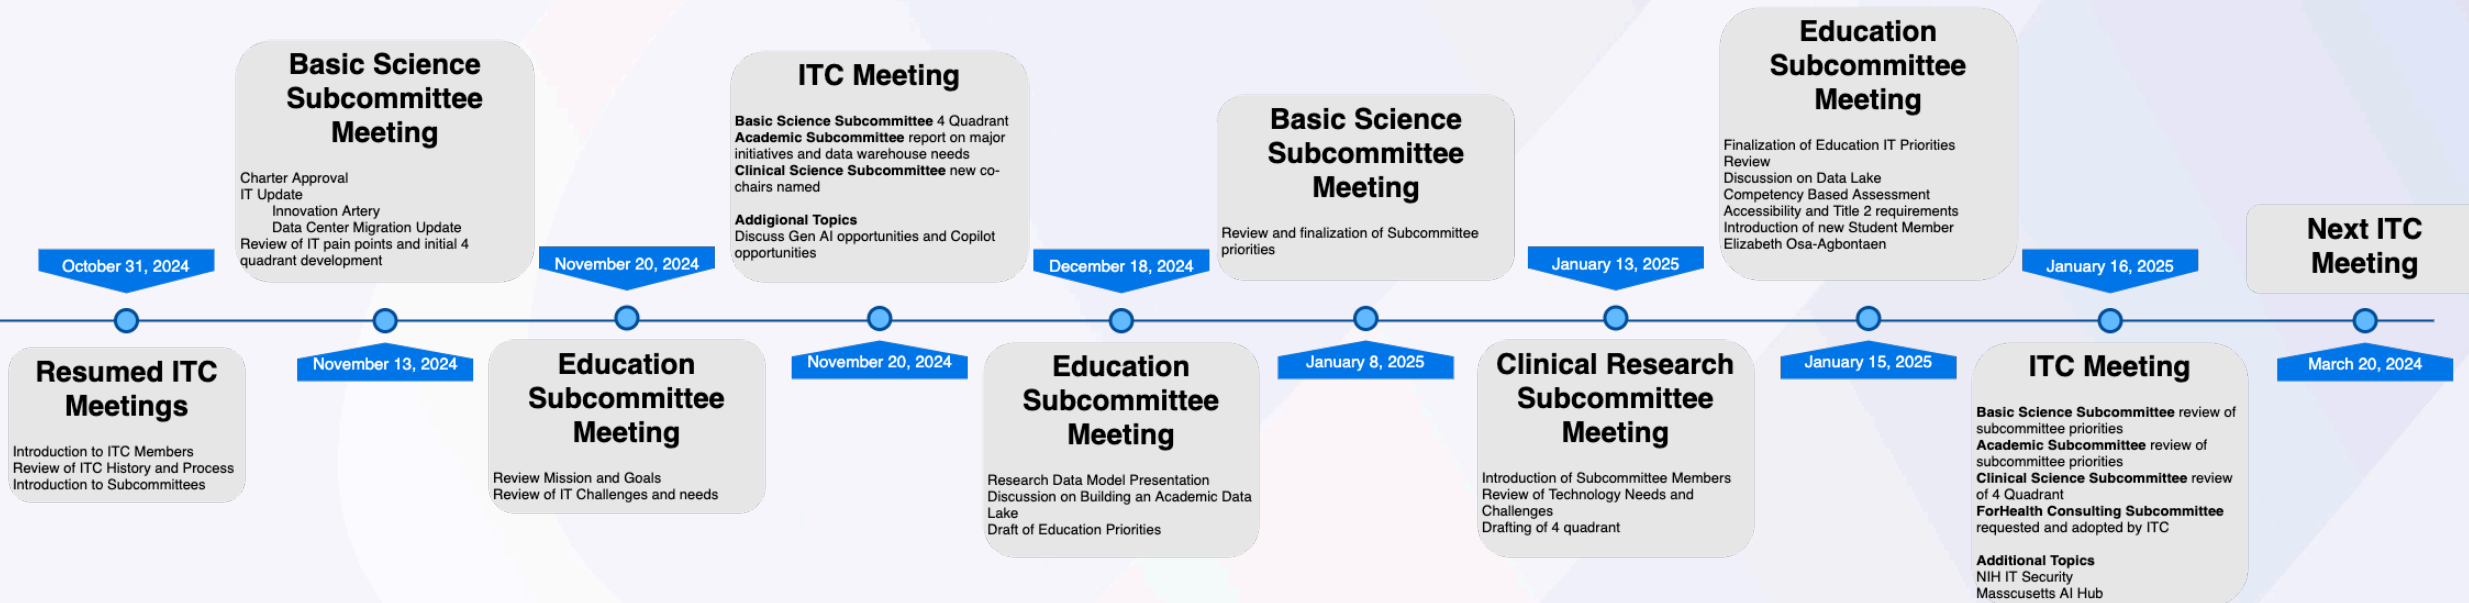 October 31, 2024
Resumed ITC
Meetings
Introduction to ITC Members
Review of ITC History and Process
Introduction to Subcommittees
Basic Science
Subcommittee
Meeting
Charter Approval
IT Update
Innovation Artery
Data Center Migration Update
Review of IT pain points and initial 4
quadrant development
November 13, 2024
November 20, 2024
Education
Subcommittee
Meeting
Review Mission and Goals
Review of IT Challenges and needs
ITC Meeting
Basic Science Subcommittee 4 Quadrant
Academic Subcommittee report on major
initiatives and data warehouse needs
Clinical Science Subcommittee new co-
chairs named
Addigional Topics
Discuss Gen AI opportunities and Copilot
opportunities
November 20, 2024
December 18, 2024
Education
Subcommittee
Meeting
Research Data Model Presentation
Discussion on Building an Academic Data
Lake
Draft of Education Priorities
Basic Science
Subcommittee
Meeting
Review and finalization of Subcommittee
priorities
January 8, 2025
January 13, 2025
Clinical Research
Subcommittee
Meeting
Introduction of Subcommittee Members
Review of Technology Needs and
Challenges
Drafting of 4 quadrant
Education
Subcommittee
Meeting
Finalization of Education IT Priorities
Review
Discussion on Data Lake
Competency Based Assessment
Accessibility and Title 2 requirements
Introduction of new Student Member
Elizabeth Osa-Agbontaen
January 15, 2025
January 16, 2025
ITC Meeting
Basic Science Subcommittee review of
subcommittee priorities
Academic Subcommittee review of
subcommittee priorities
Clinical Science Subcommittee review
of 4 Quadrant
ForHealth Consulting Subcommittee
requested and adopted by ITC
Additional Topics
NIH IT Security
Masscusetts AI Hub
Next ITC
Meeting
March 20, 2024